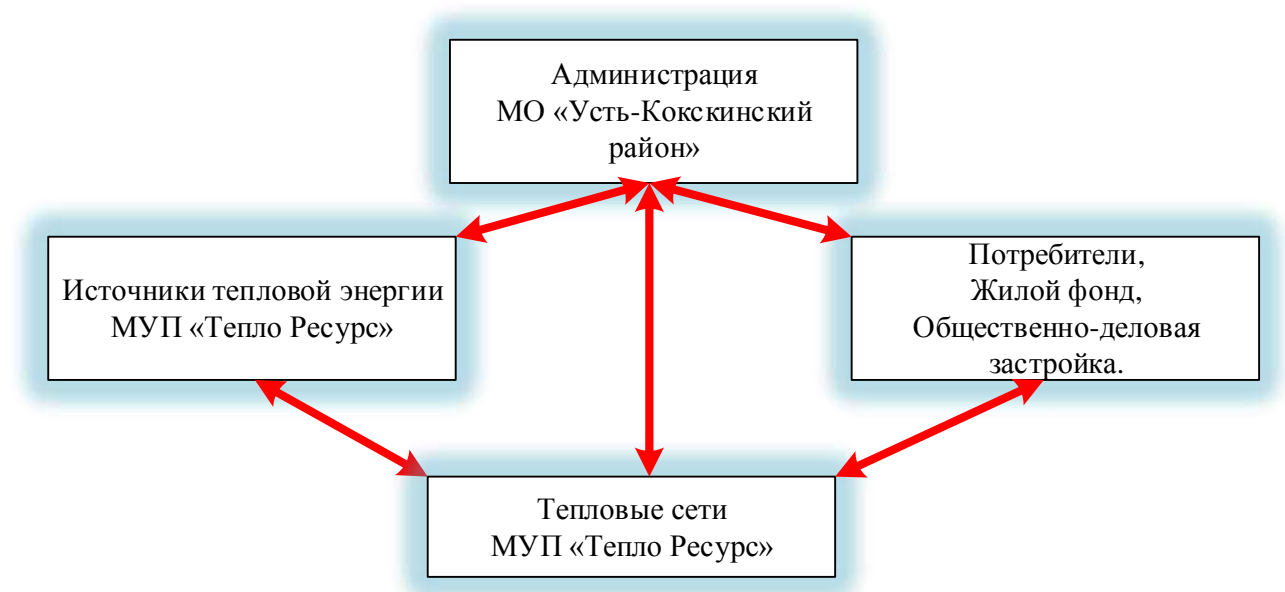 Администрация
МО «Усть-Кокскинский
район»
Источники тепловой энергии
МУП «Тепло Ресурс»
Потребители,
Жилой фонд,
Общественно-деловая
застройка.
Тепловые сети
МУП «Тепло Ресурс»